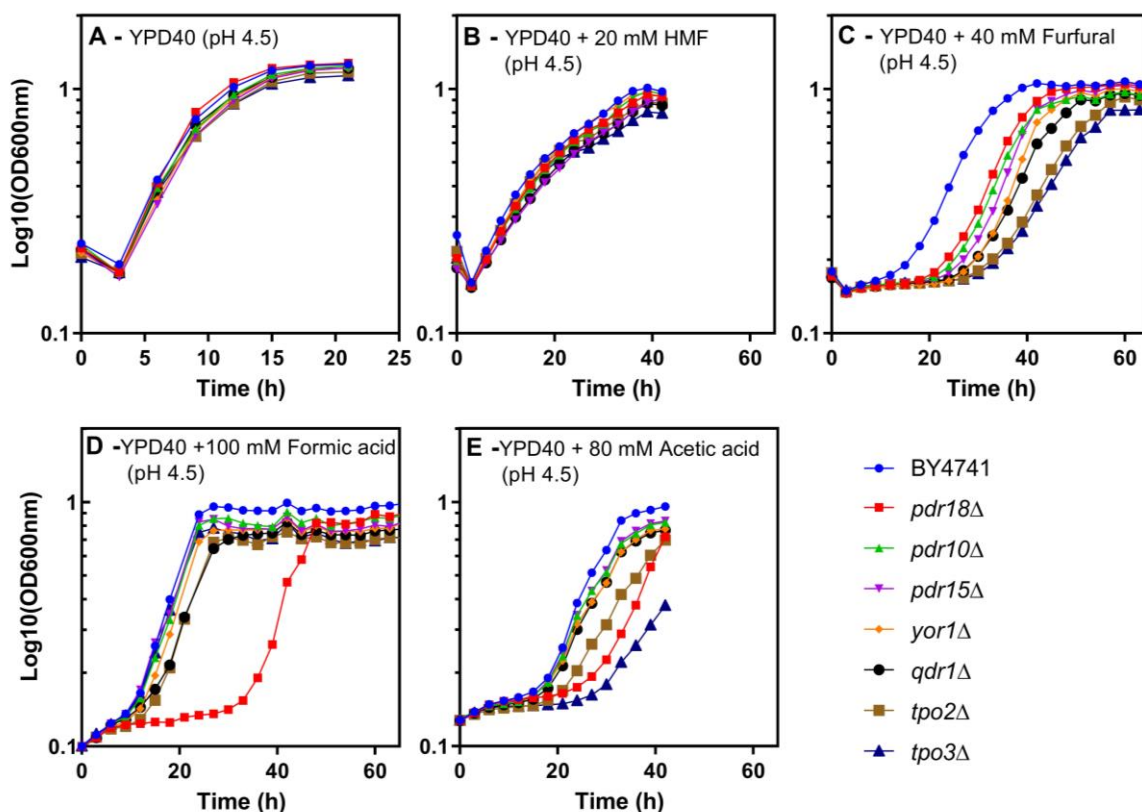 A - YPD40 (pH 4.5)
Log10(OD600nm)
1
0.1
0 5 10 15 20 25
Time (h)
B - YPD40 + 20 mM HMF
(pH 4.5)
1
0.1
0 20 40 60
Time (h)
C - YPD40 + 40 mM Furfural
(pH 4.5)
1
0.1
0 20 40 60
Time (h)
D -YPD40 +100 mM Formic acid
(pH 4.5)
Log10(OD600nm)
1
0.1
0 20 40 60
Time (h)
E -YPD40 + 80 mM Acetic acid
(pH 4.5)
1
0.1
0 20 40 60
Time (h)
BY4741
pdr18Δ
pdr10Δ
pdr15Δ
yor1Δ
qdr1Δ
tpo2Δ
tpo3Δ